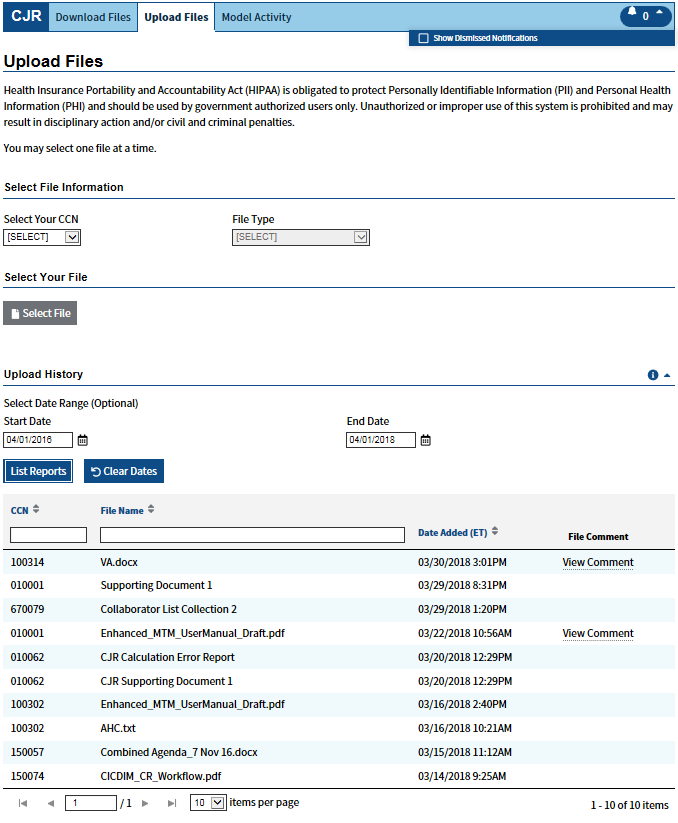 CJR Download Files Upload Files Model Activity 0
Show Dismissed Notifications
Upload Files
Health Insurance Portability and Accountability Act (HIPAA) is obligated to protect Personally Identifiable Information (PII) and Personal Health
Information (PHI) and should be used by government authorized users only. Unauthorized or improper use of this system is prohibited and may
result in disciplinary action and/or civil and criminal penalties.
You may select one file at a time.
Select File Information
Select Your CCN File Type
[SELECT] [SELECT]
Select Your File
Select File
Upload History
Select Date Range (Optional)
Start Date End Date
04/01/2016 04/01/2018
List Reports Clear Dates
CCN File Name Date Added (ET) File Comment
100314 VA.docx 03/30/2018 3:01PM View Comment
010001 Supporting Document 1 03/29/2018 8:31PM
670079 Collaborator List Collection 2 03/29/2018 1:20PM
010001 Enhanced_MTM_UserManual_Draft.pdf 03/22/2018 10:56AM View Comment
010062 CJR Calculation Error Report 03/20/2018 12:29PM
010062 CJR Supporting Document 1 03/20/2018 12:29PM
100302 Enhanced_MTM_UserManual_Draft.pdf 03/16/2018 2:40PM
100302 AHC.txt 03/16/2018 10:21AM
150057 Combined Agenda_7 Nov 16.docx 03/15/2018 11:12AM
150074 CICDIM_CR_Workflow.pdf 03/14/2018 9:25AM
1 / 1 10 items per page 1 - 10 of 10 items